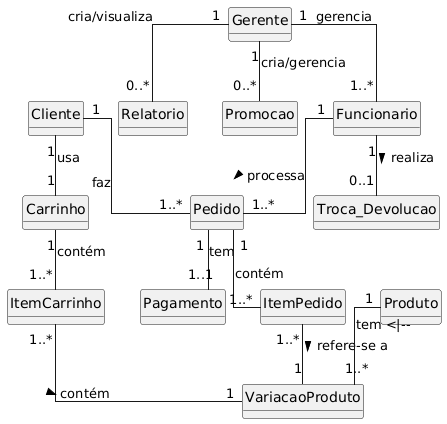 cria/visualiza 1 Gerente 1 gerencia
1 cria/gerencia
0..* 0..* 1..*
Cliente 1 Relatorio Promocao 1 Funcionario
1 usa 1 realiza
1 faz processa 0..1
1..* 1..*
Carrinho Pedido Troca_Devolucao
1 contém 1 tem 1 contém
1..* 1..1 1..*
ItemCarrinho Pagamento ItemPedido 1 Produto
tem <|--
1..* 1..* refere-se a
1 1..*
contém 1 VariacaoProduto